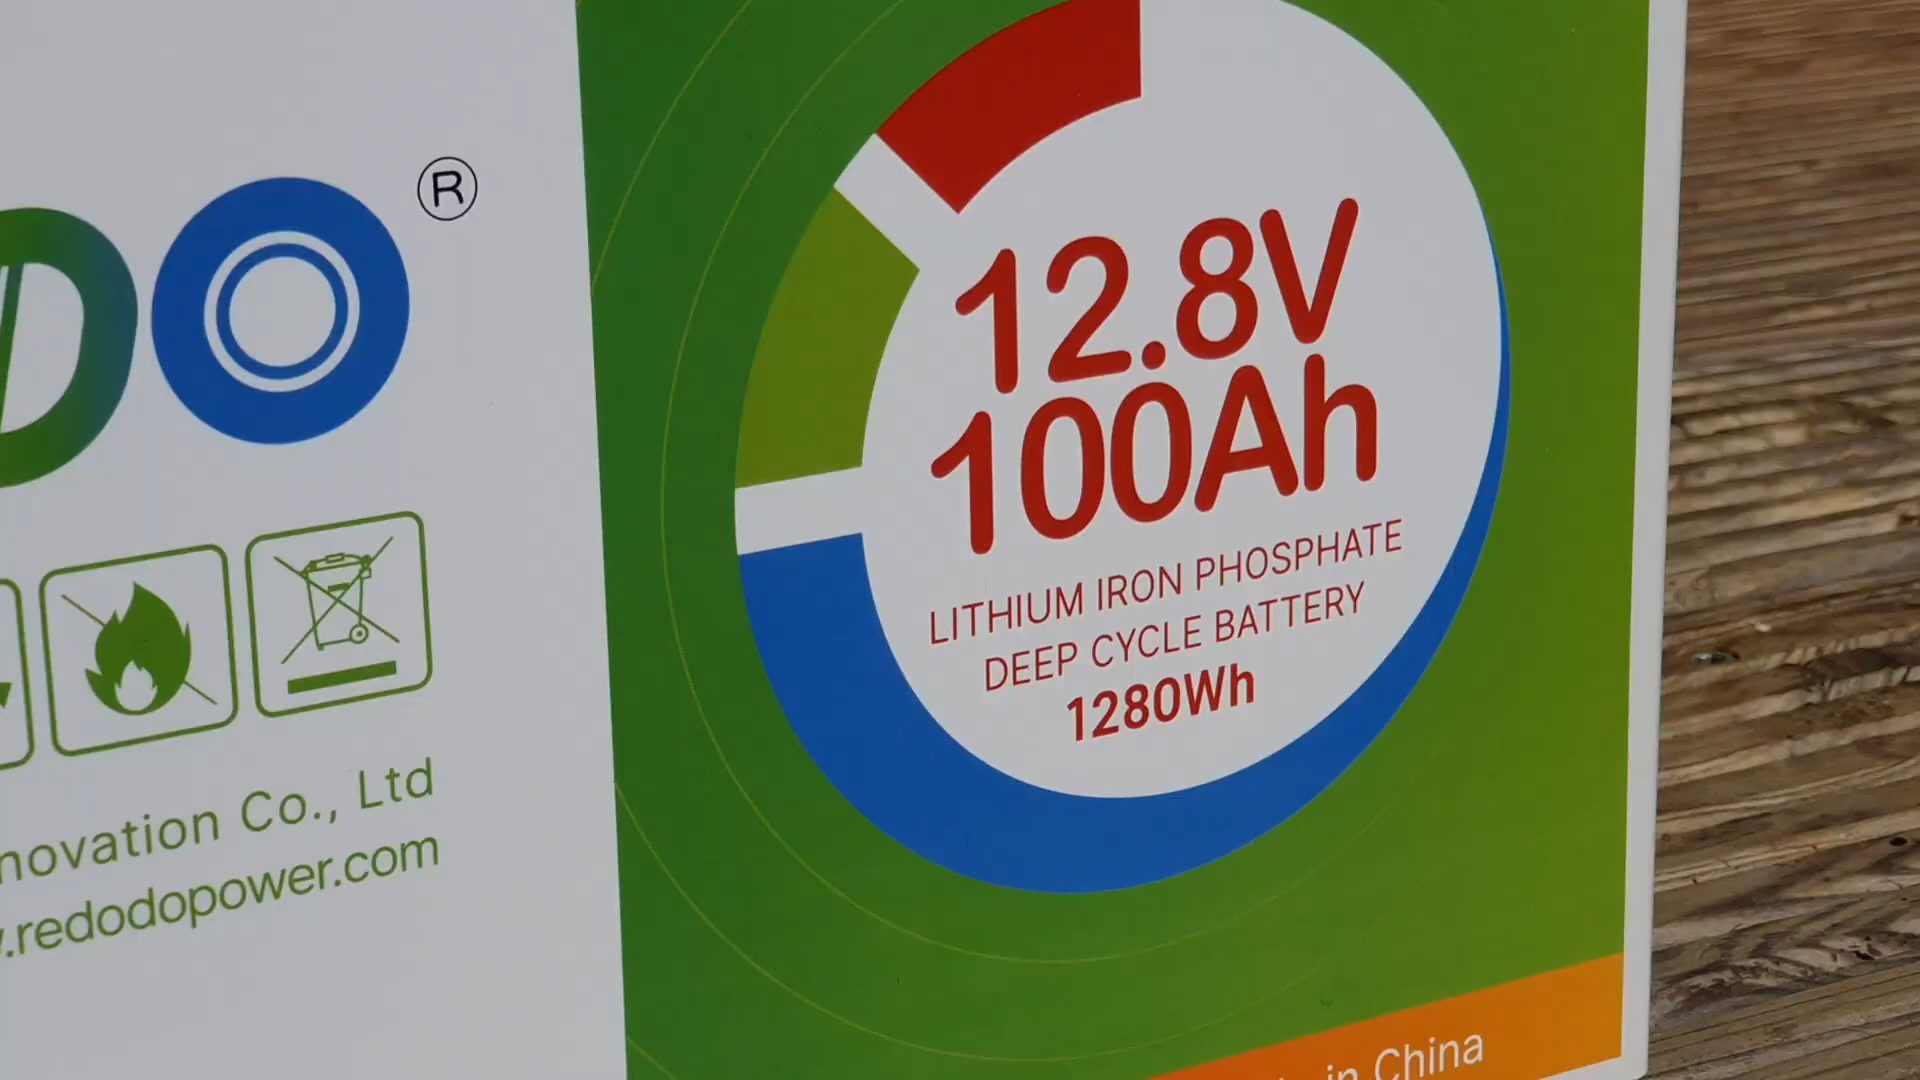 DO®
novation Co., Ltd
.redodopower.com
12.8V
100Ah
LITHIUM IRON PHOSPHATE
DEEP CYCLE BATTERY
1280Wh
in China